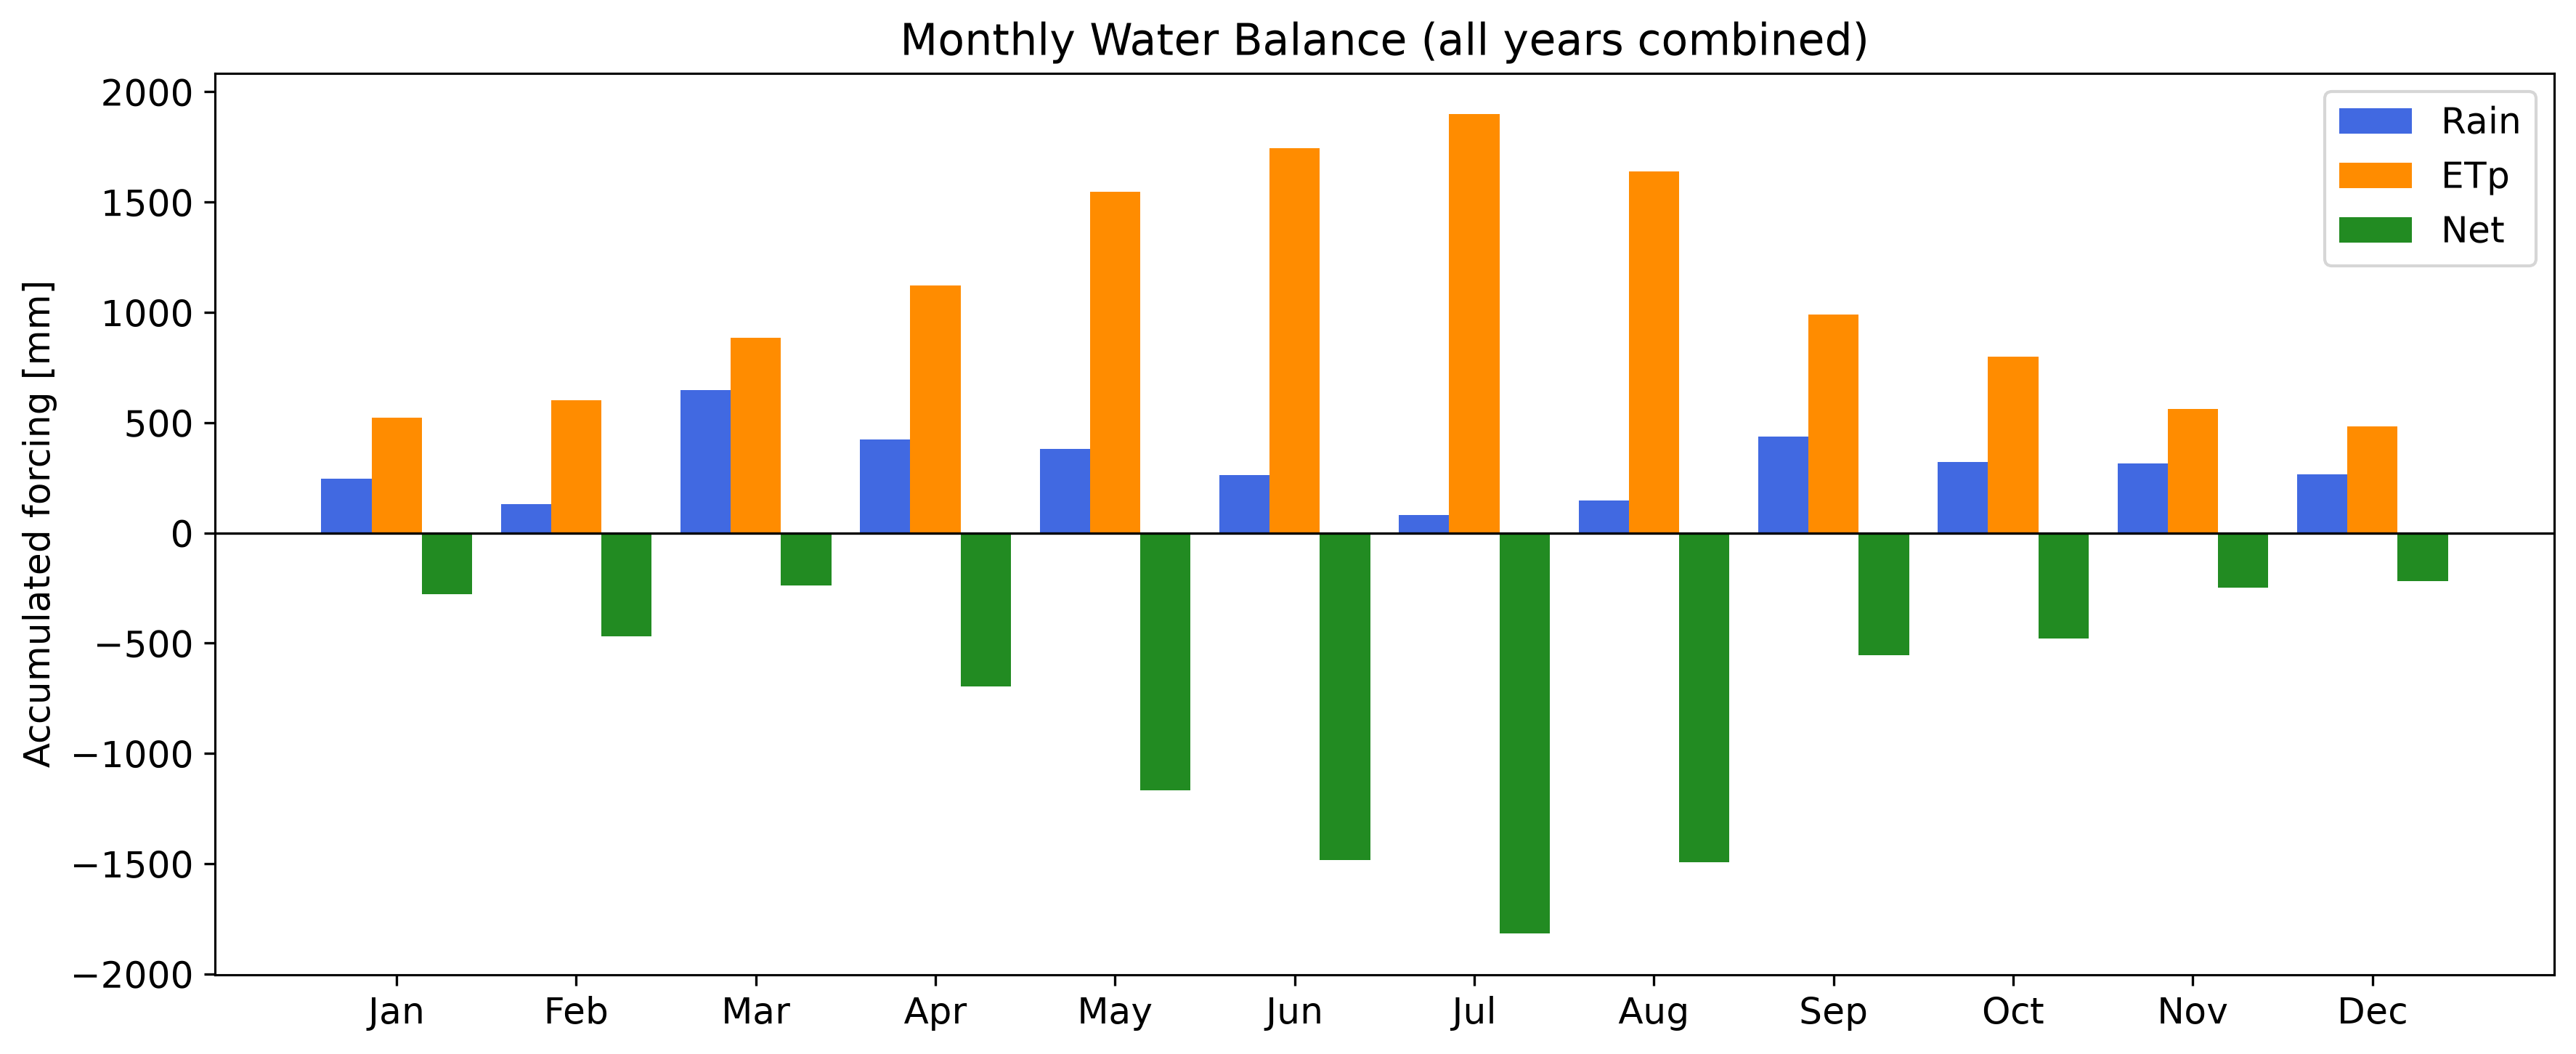 Monthly Water Balance (all years combined)
Accumulated forcing [mm]
2000
1500
1000
500
0
−500
−1000
−1500
−2000
Rain
ETp
Net
Jan Feb Mar Apr May Jun Jul Aug Sep Oct Nov Dec